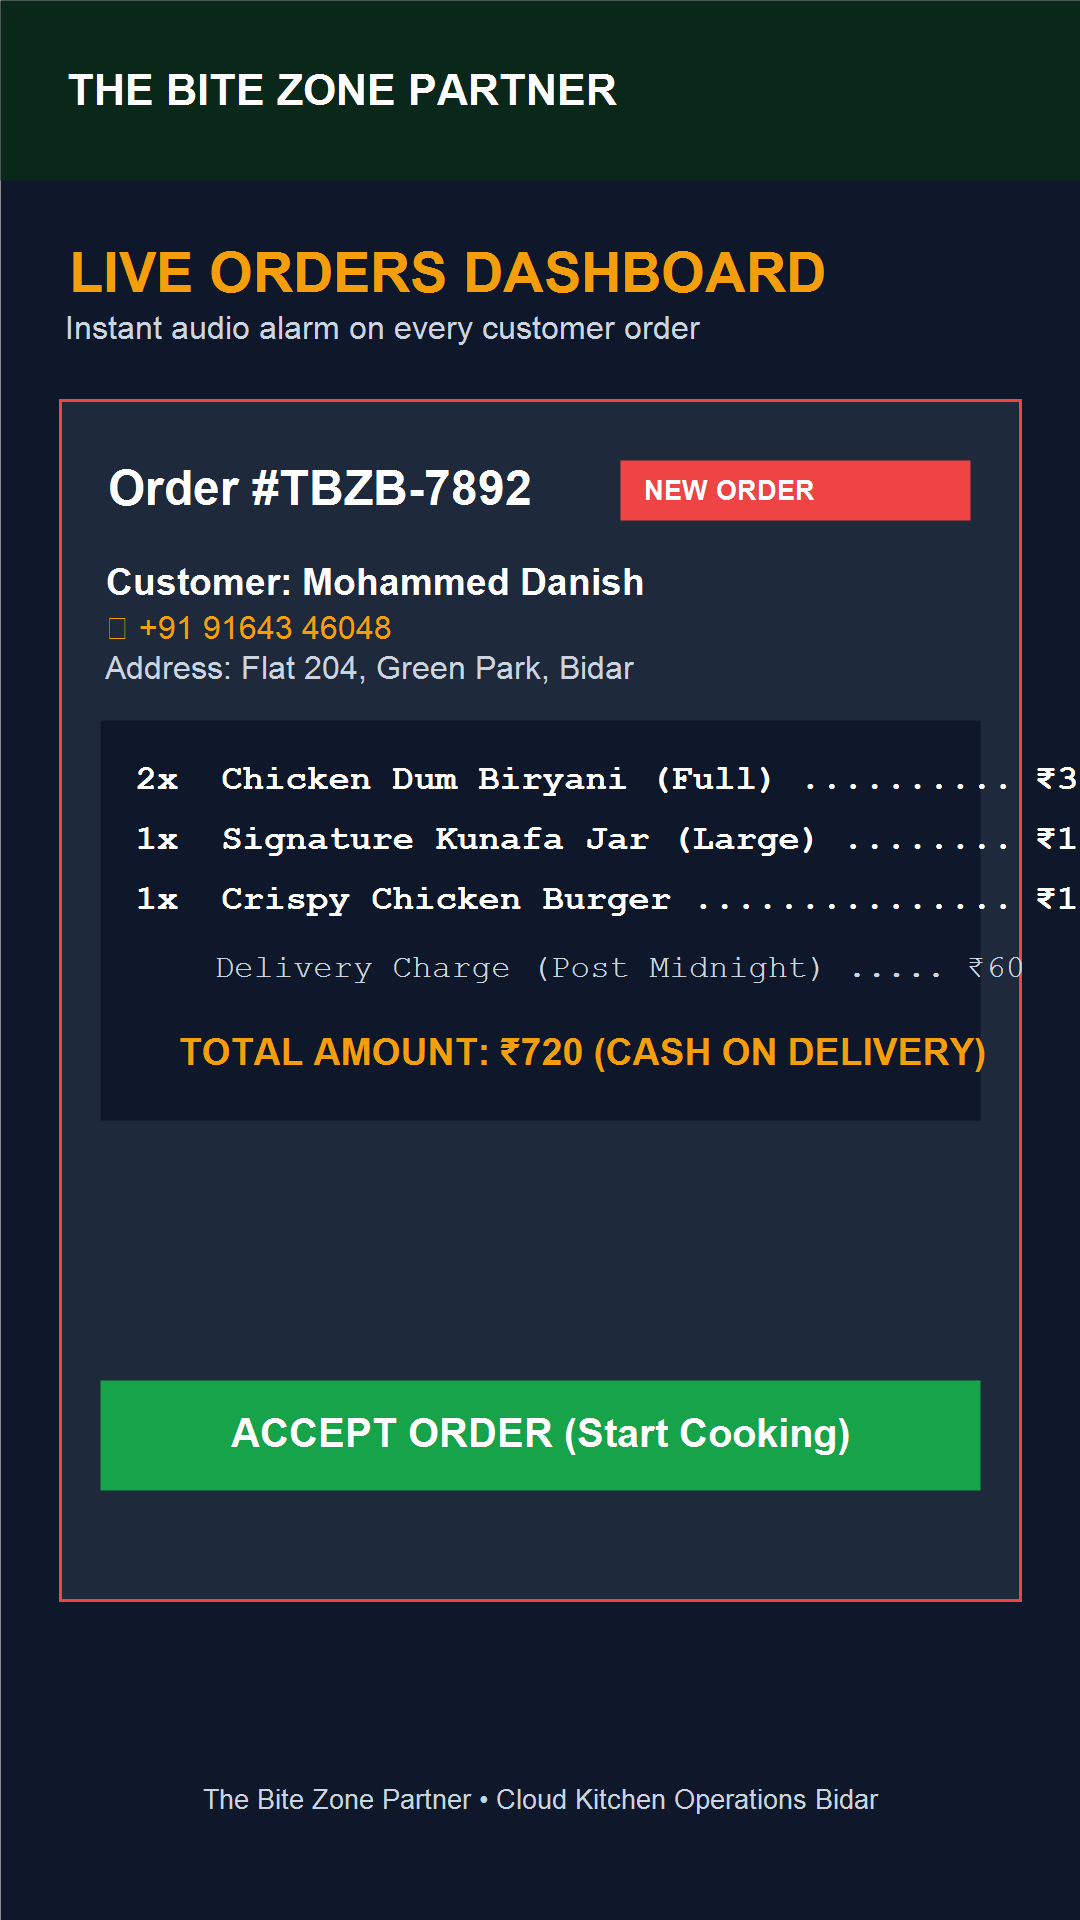 THE BITE ZONE PARTNER
LIVE ORDERS DASHBOARD
Instant audio alarm on every customer order
Order #TBZB-7892
NEW ORDER
Customer: Mohammed Danish
+91 91643 46048
Address: Flat 204, Green Park, Bidar
2x Chicken Dum Biryani (Full) .......... ₹3
1x Signature Kunafa Jar (Large) ........ ₹1
1x Crispy Chicken Burger ............... ₹1
Delivery Charge (Post Midnight) ..... ₹60
TOTAL AMOUNT: ₹720 (CASH ON DELIVERY)
ACCEPT ORDER (Start Cooking)
The Bite Zone Partner • Cloud Kitchen Operations Bidar